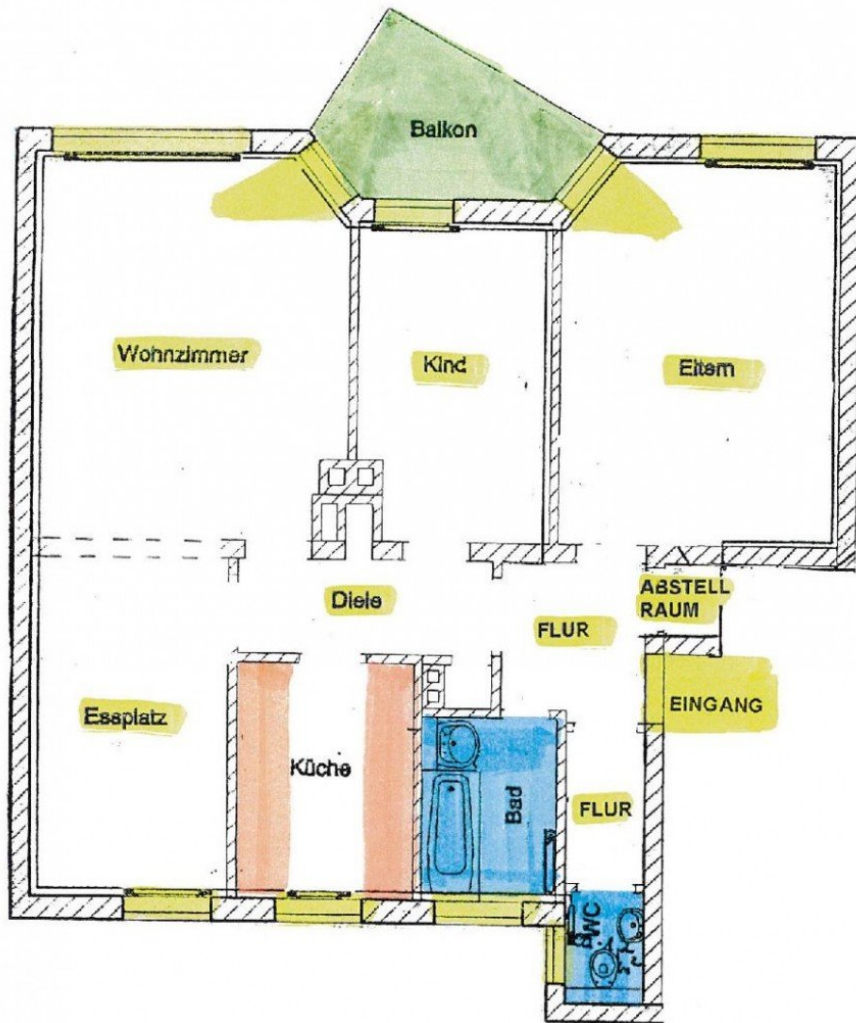 Balkon
Wohnzimmer
Kind
Eltern
Diele
ABSTELL
RAUM
FLUR
EINGANG
Essplatz
Küche
Bad
FLUR
WC